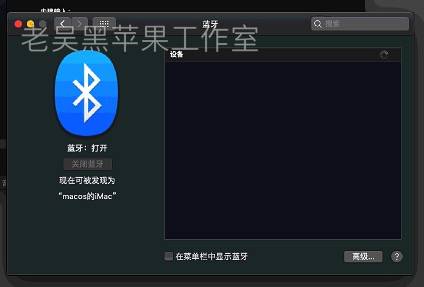 蓝牙
搜索
老吴黑苹果工作室
设备
蓝牙：打开
关闭蓝牙
现在可被发现为
“macos的iMac”
在菜单栏中显示蓝牙
高级...
?